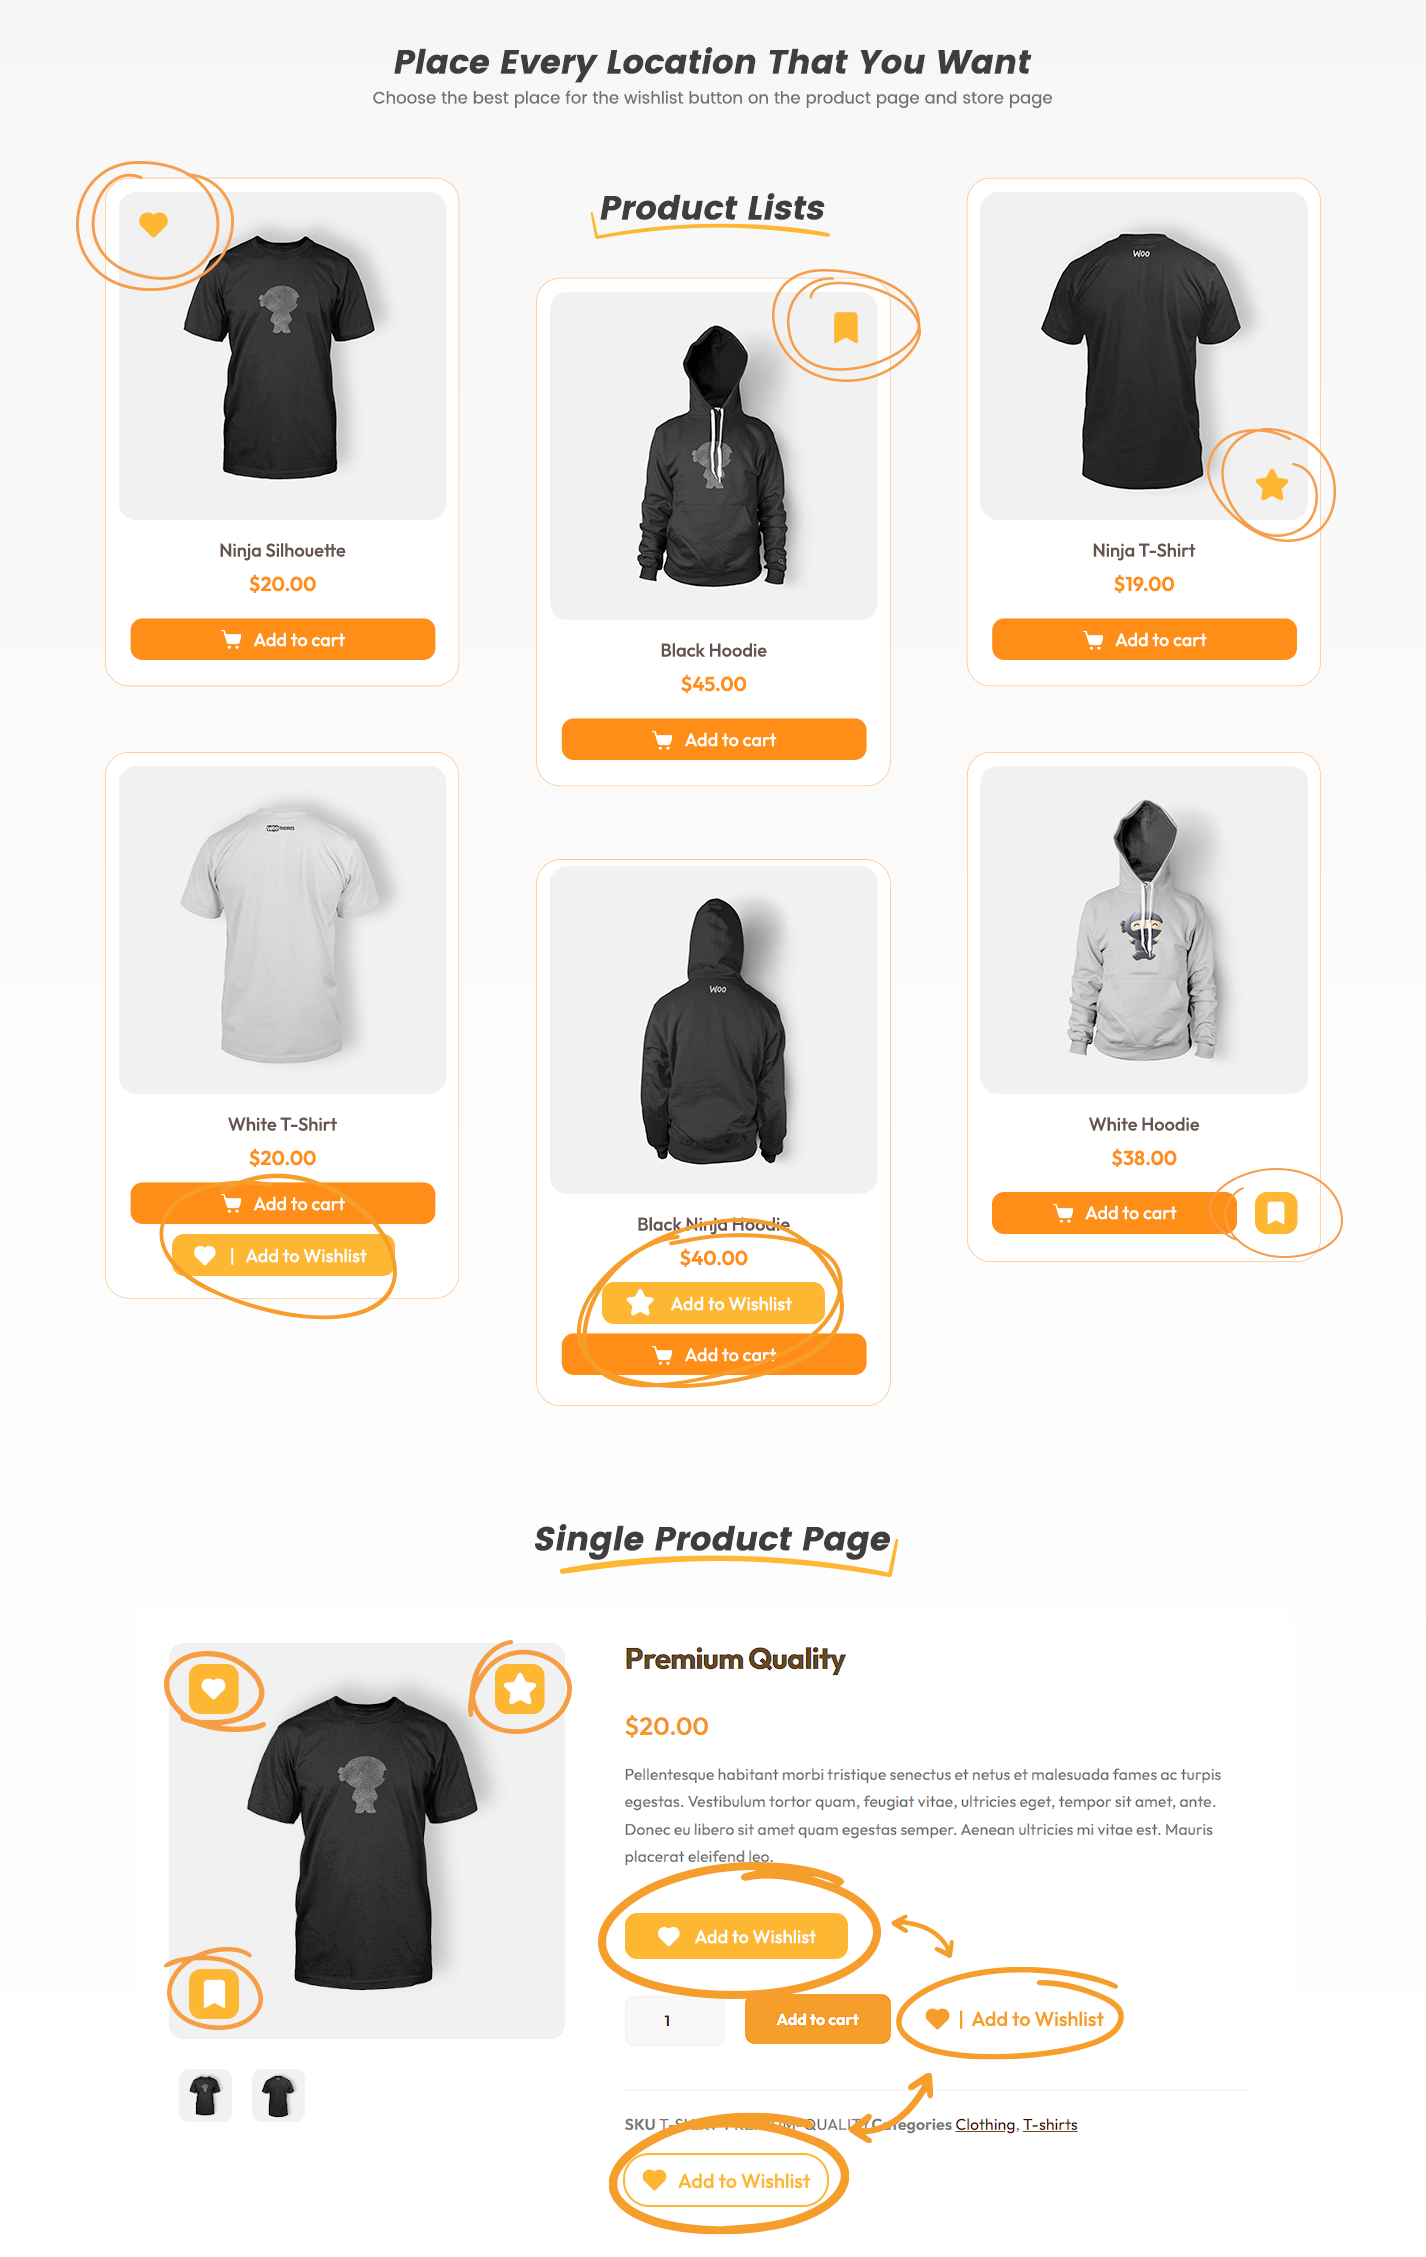 Place Every Location That You Want
Choose the best place for the wishlist button on the product page and store page
Product Lists
Ninja Silhouette
$20.00
Add to cart
Black Hoodie
$45.00
Add to cart
Woo
Ninja T-Shirt
$19.00
Add to cart
WOO THEMES
White T-Shirt
$20.00
Add to cart
| Add to Wishlist
Woo
Black Ninja Hoodie
$40.00
Add to Wishlist
Add to cart
White Hoodie
$38.00
Add to cart
Single Product Page
Premium Quality
$20.00
Pellentesque habitant morbi tristique senectus et netus et malesuada fames ac turpis
egestas. Vestibulum tortor quam, feugiat vitae, ultricies eget, tempor sit amet, ante.
Donec eu libero sit amet quam egestas semper. Aenean ultricies mi vitae est. Mauris
placerat eleifend leo.
Add to Wishlist
1 Add to cart | Add to Wishlist
SKU T-SHIRT-PREMIUM-QUALITY Categories Clothing, T-shirts
Add to Wishlist